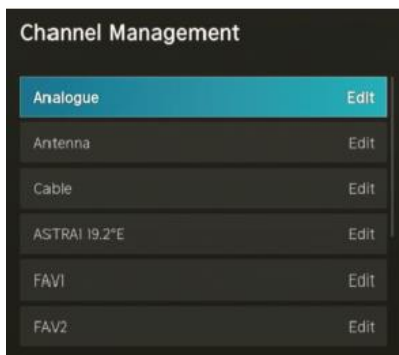 Channel Management
Analogue Edit
Antenna Edit
Cable Edit
ASTRA1 19.2°E Edit
FAV1 Edit
FAV2 Edit